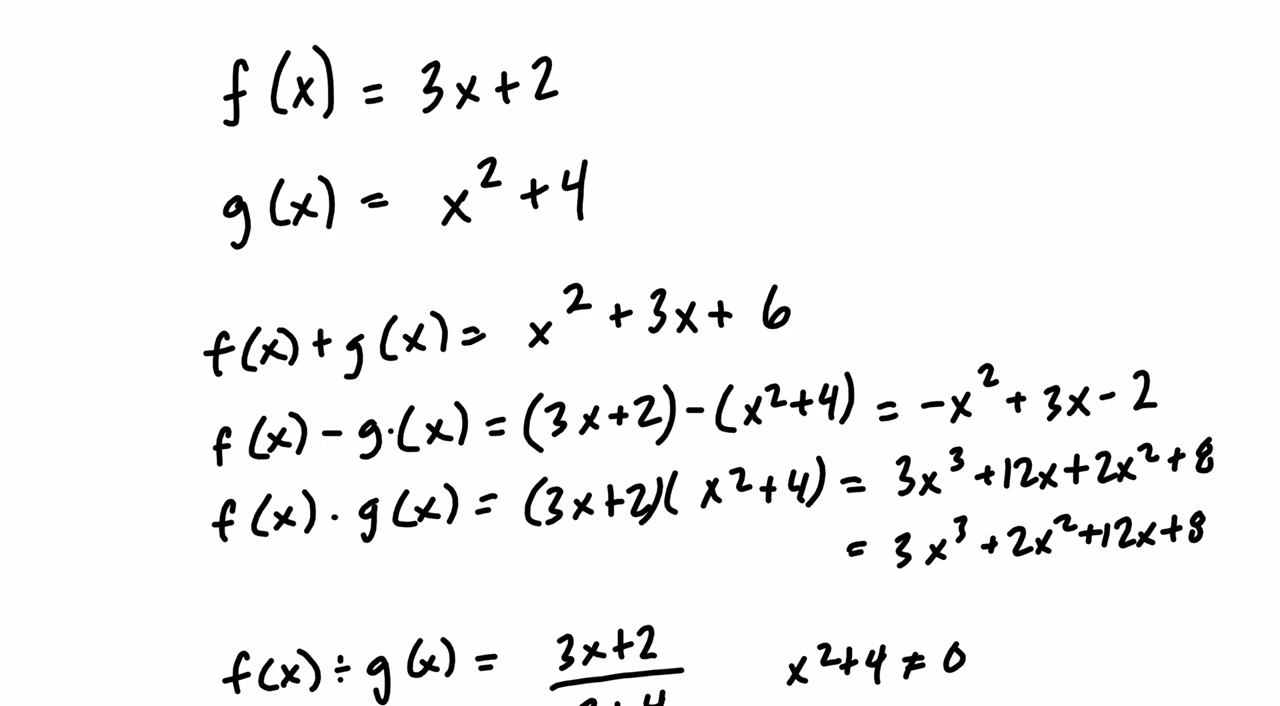 f(x) = 3x+2
g(x) = x² +4
f(x)+g(x)= x² +3x+ 6
f(x) - g·(x) = (3x+2)-(x²+4) = -x² + 3x - 2
f(x) · g(x) = (3x+2)( x²+4) = 3x³+12x+2x²+8
= 3x³+2x²+12x+8
f(x) ÷ g(x) = 3x+2 x²+4 ≠ 0